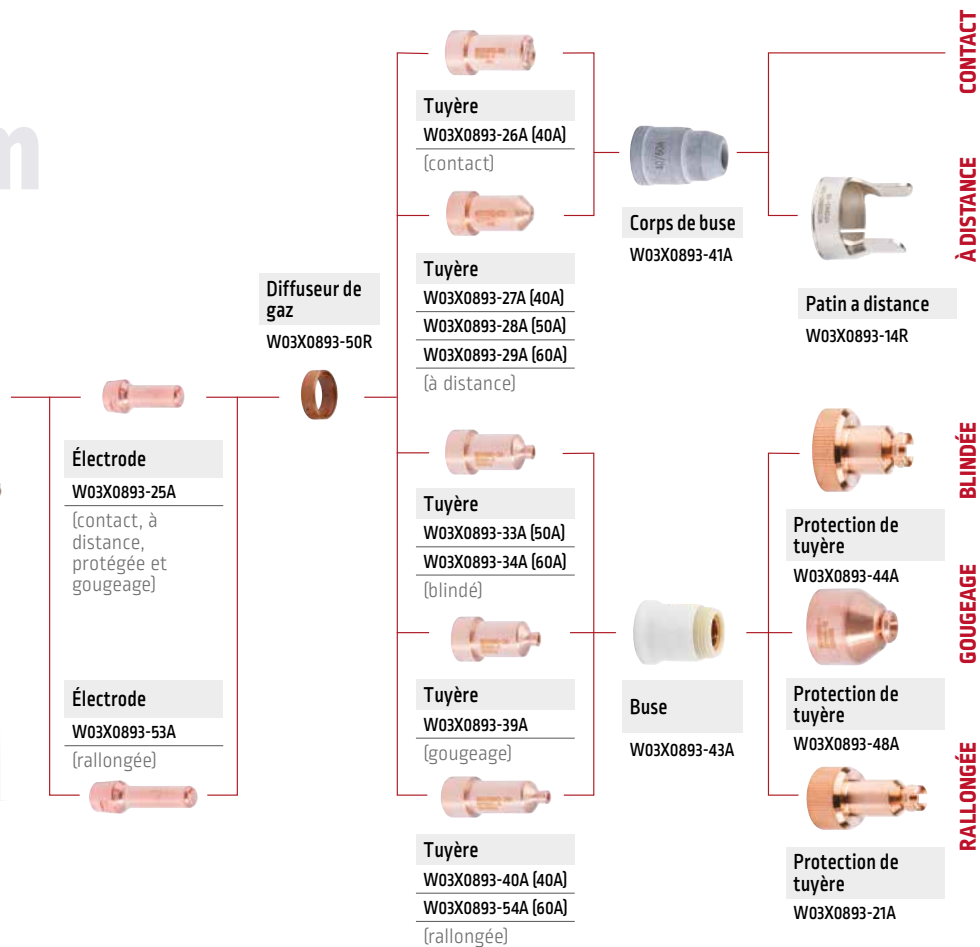 m
Électrode
W03X0893-25A
(contact, à
distance,
protégée et
gougeage)
Électrode
W03X0893-53A
(rallongée)
Diffuseur de
gaz
W03X0893-50R
Tuyère
W03X0893-26A (40A)
(contact)
Tuyère
W03X0893-27A (40A)
W03X0893-28A (50A)
W03X0893-29A (60A)
(à distance)
Tuyère
W03X0893-33A (50A)
W03X0893-34A (60A)
(blindé)
Tuyère
W03X0893-39A
(gougeage)
Tuyère
W03X0893-40A (40A)
W03X0893-54A (60A)
(rallongée)
40/60A
Corps de buse
W03X0893-41A
Buse
W03X0893-43A
Patin a distance
W03X0893-14R
Protection de
tuyère
W03X0893-44A
Protection de
tuyère
W03X0893-48A
Protection de
tuyère
W03X0893-21A
CONTACT
À DISTANCE
BLINDÉE
GOUGEAGE
RALLONGÉE